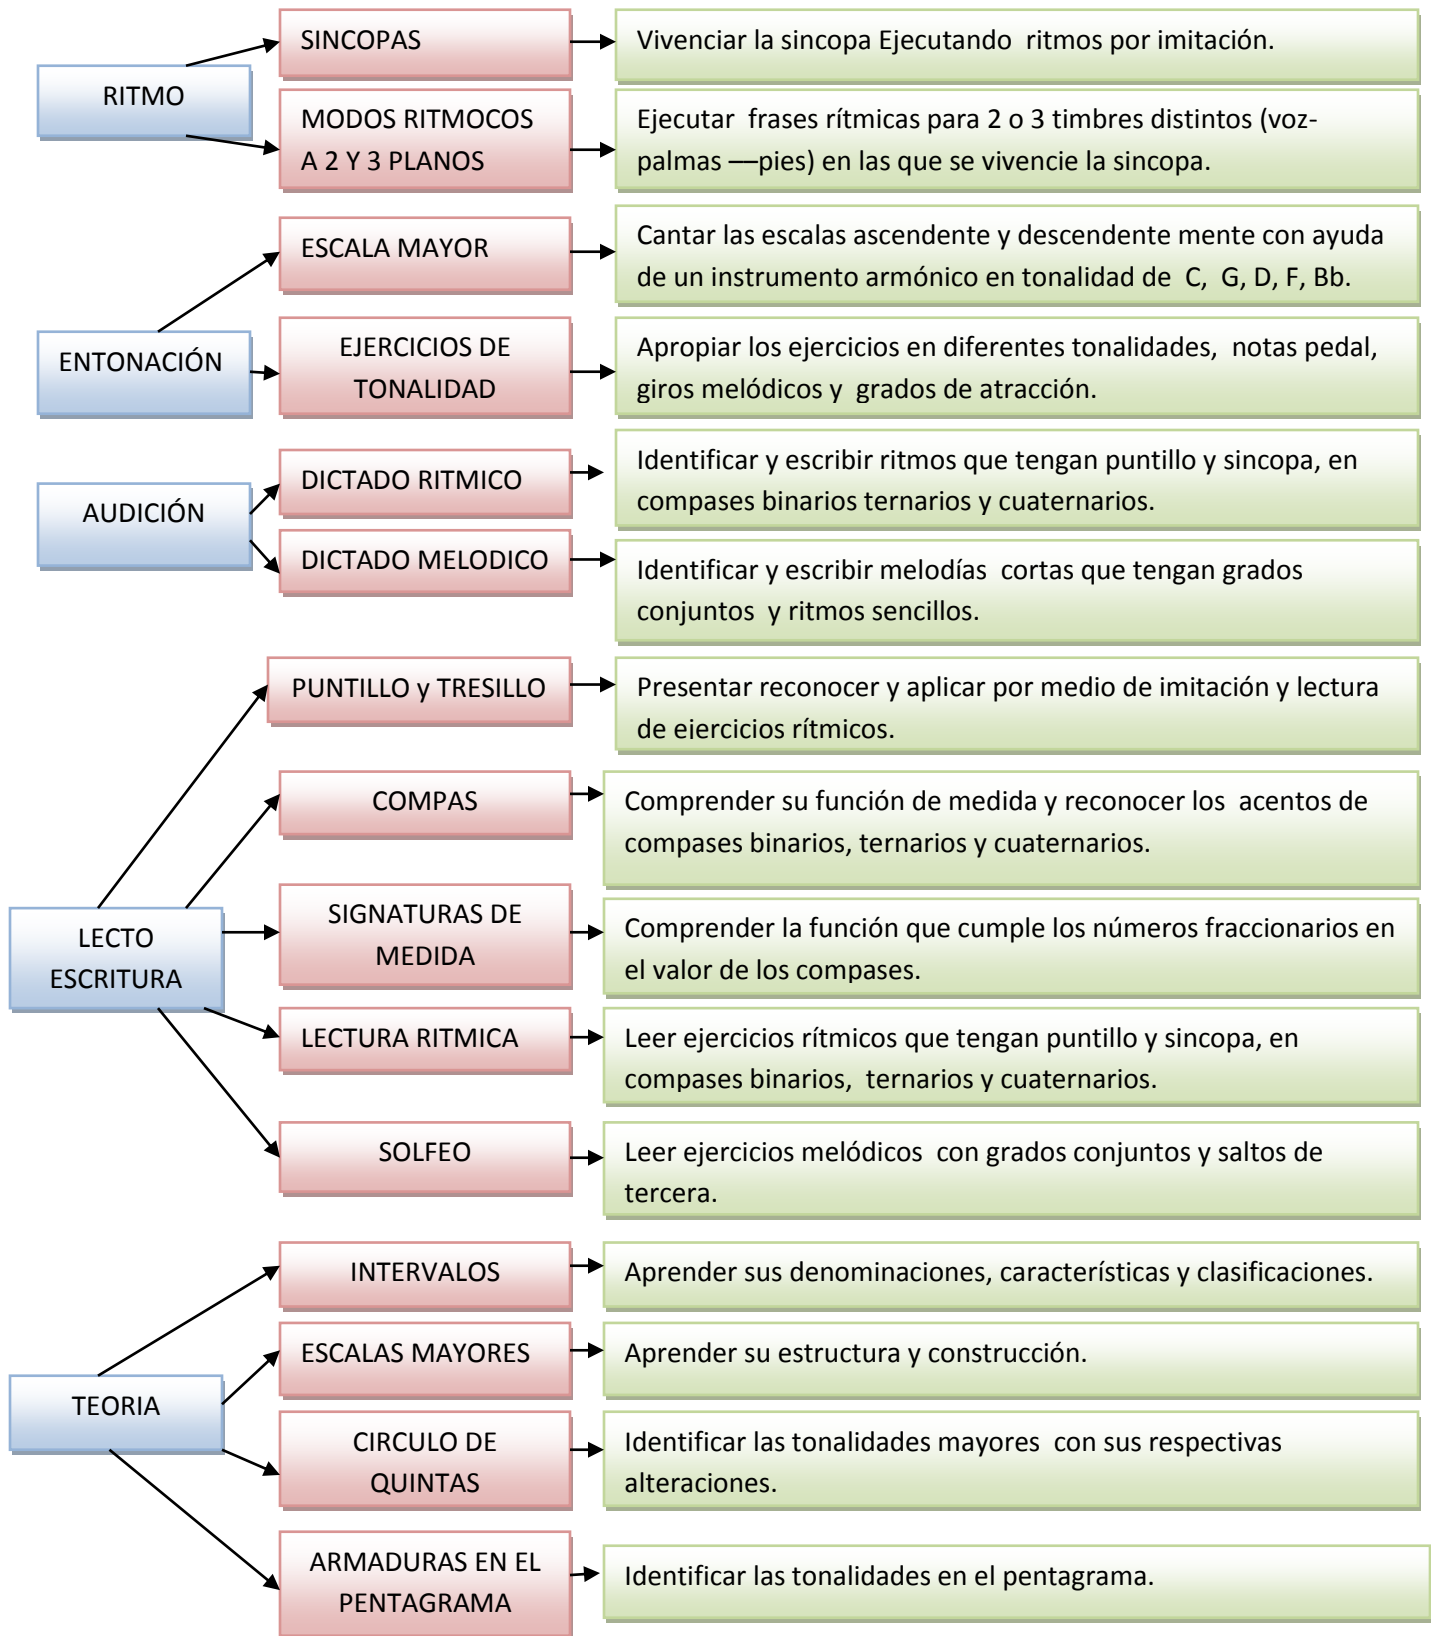 RITMO
SINCOPAS
Vivenciar la sincopa Ejecutando ritmos por imitación.
MODOS RITMOCOS
A 2 Y 3 PLANOS
Ejecutar frases rítmicas para 2 o 3 timbres distintos (voz-
palmas —pies) en las que se vivencie la sincopa.
ENTONACIÓN
ESCALA MAYOR
Cantar las escalas ascendente y descendente mente con ayuda
de un instrumento armónico en tonalidad de C, G, D, F, Bb.
EJERCICIOS DE
TONALIDAD
Apropiar los ejercicios en diferentes tonalidades, notas pedal,
giros melódicos y grados de atracción.
AUDICIÓN
DICTADO RITMICO
Identificar y escribir ritmos que tengan puntillo y sincopa, en
compases binarios ternarios y cuaternarios.
DICTADO MELODICO
Identificar y escribir melodías cortas que tengan grados
conjuntos y ritmos sencillos.
LECTO
ESCRITURA
PUNTILLO y TRESILLO
Presentar reconocer y aplicar por medio de imitación y lectura
de ejercicios rítmicos.
COMPAS
Comprender su función de medida y reconocer los acentos de
compases binarios, ternarios y cuaternarios.
SIGNATURAS DE
MEDIDA
Comprender la función que cumple los números fraccionarios en
el valor de los compases.
LECTURA RITMICA
Leer ejercicios rítmicos que tengan puntillo y sincopa, en
compases binarios, ternarios y cuaternarios.
SOLFEO
Leer ejercicios melódicos con grados conjuntos y saltos de
tercera.
TEORIA
INTERVALOS
Aprender sus denominaciones, características y clasificaciones.
ESCALAS MAYORES
Aprender su estructura y construcción.
CIRCULO DE
QUINTAS
Identificar las tonalidades mayores con sus respectivas
alteraciones.
ARMADURAS EN EL
PENTAGRAMA
Identificar las tonalidades en el pentagrama.